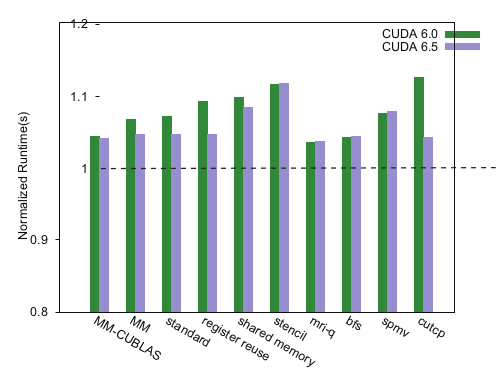 1.2
CUDA 6.0
CUDA 6.5
1.1
1
0.9
0.8
Normalized Runtime(s)
MM-CUBLAS
MM
standard
register reuse
shared memory
stencil
mri-q
bfs
spmv
cutcp